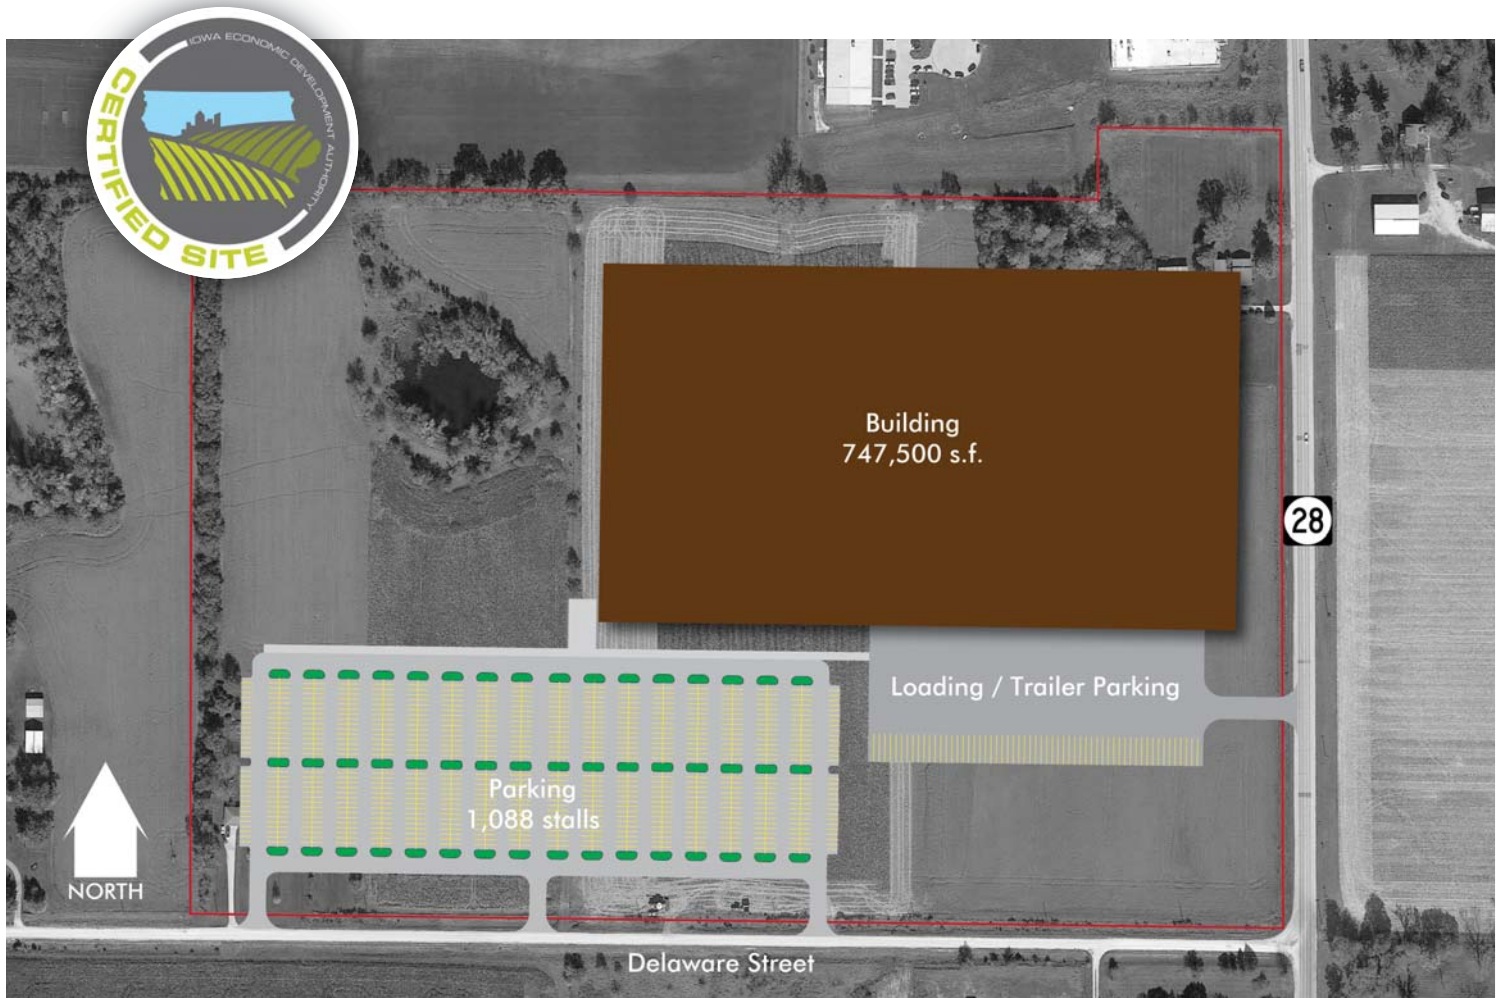 IOWA ECONOMIC DEVELOPMENT AUTHORITY
CERTIFIED SITE
Building
747,500 s.f.
28
Loading / Trailer Parking
Parking
1,088 stalls
NORTH
Delaware Street